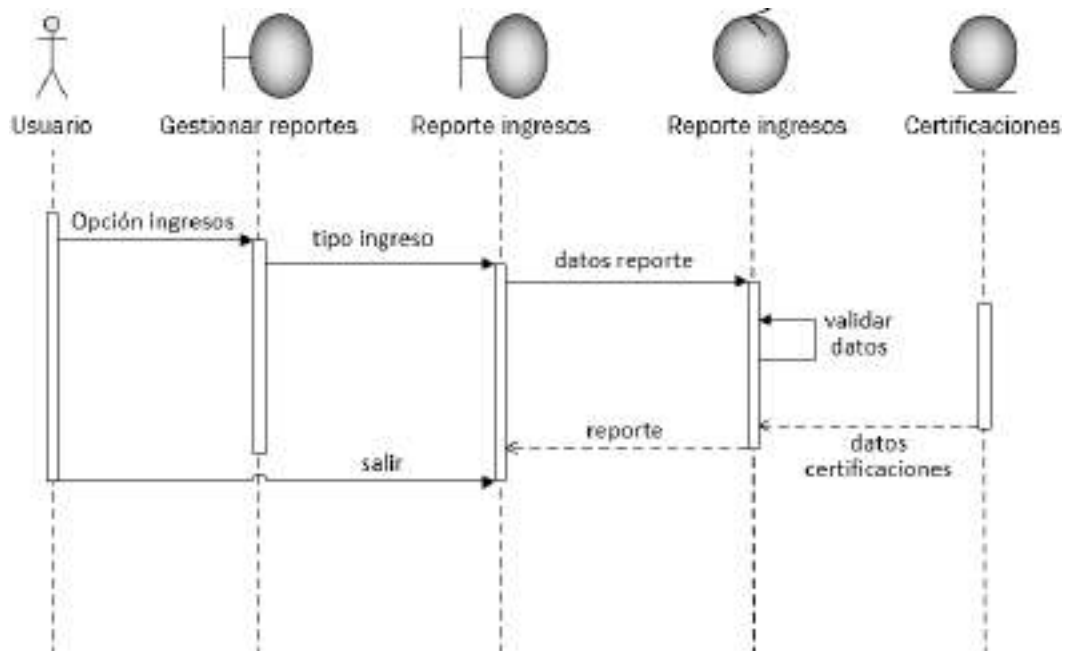 Usuario
Gestionar reportes
Reporte ingresos
Reporte ingresos
Certificaciones
Opción ingresos
tipo ingreso
datos reporte
validar
datos
reporte
datos
certificaciones
salir